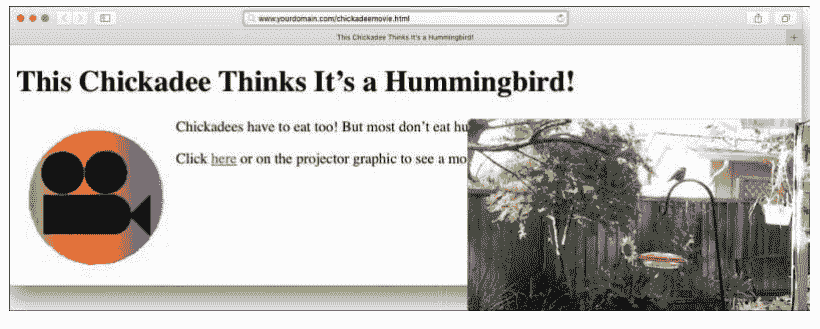 www.yourdomain.com/chickadeemovie.html
This Chickadee Thinks It's a Hummingbird!
This Chickadee Thinks It’s a Hummingbird!
Chickadees have to eat too! But most don’t eat hu
Click here or on the projector graphic to see a mo